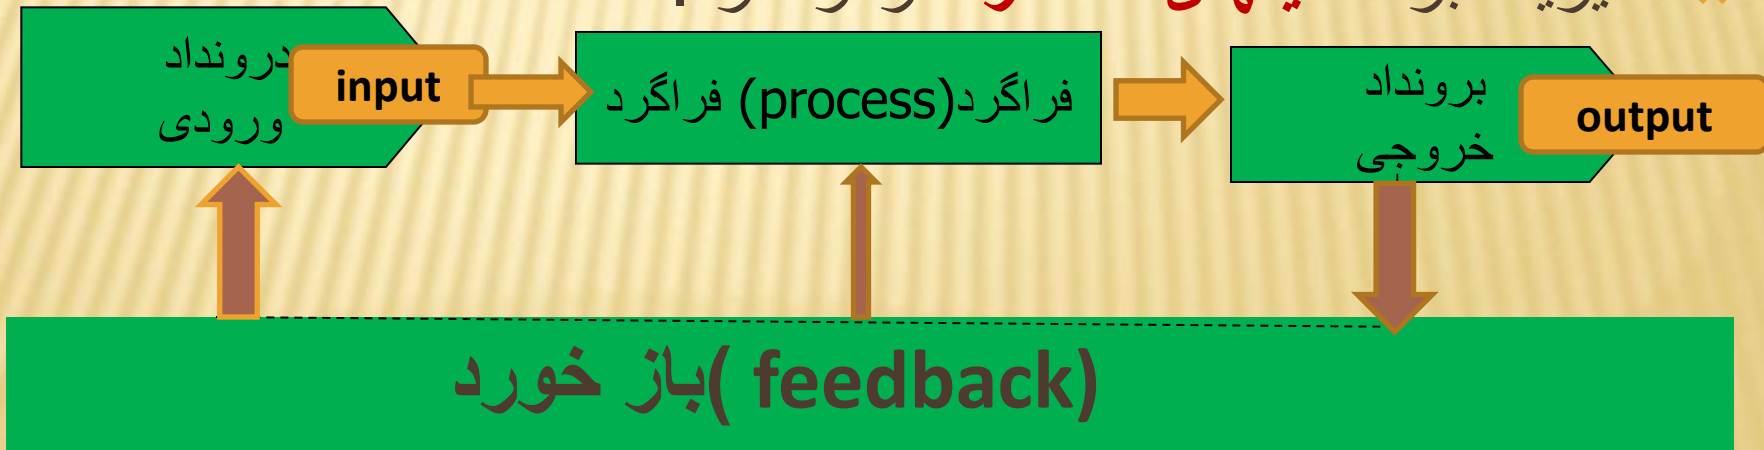 درونداد
ورودی
input
فراگرد(process) فراگرد
برونداد
خروجی
output
باز خورد( feedback)